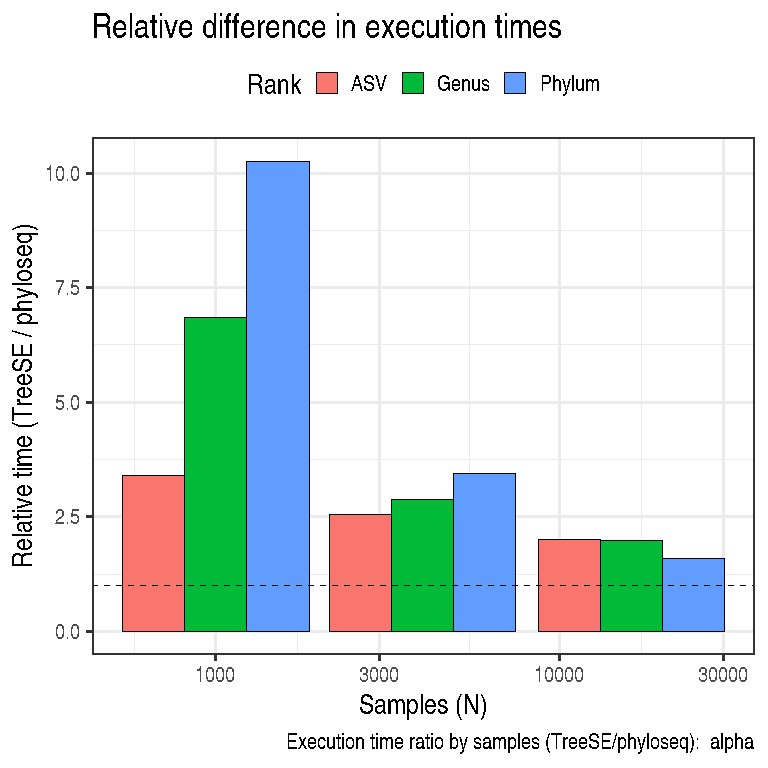 Relative difference in execution times
Rank ASV Genus Phylum
Relative time (TreeSE / phyloseq)
10.0
7.5
5.0
2.5
0.0
1000 3000 10000 30000
Samples (N)
Execution time ratio by samples (TreeSE/phyloseq): alpha